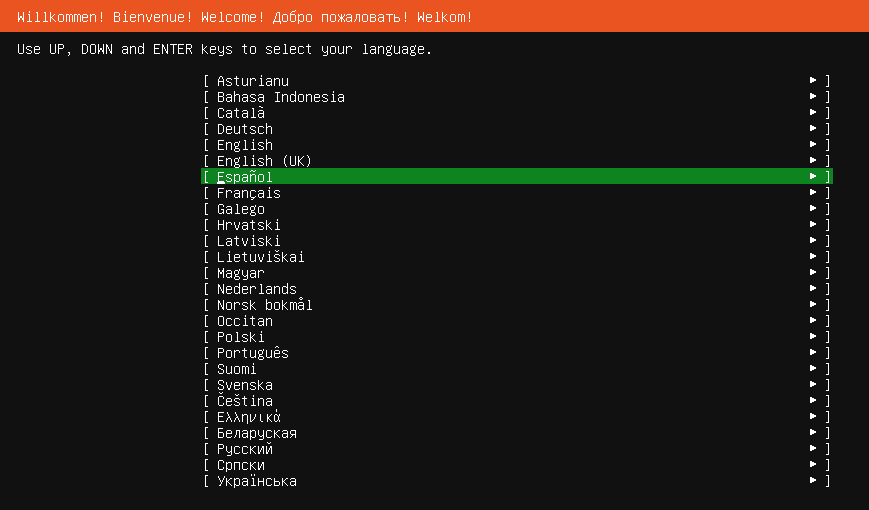 Willkommen! Bienvenue! Welcome! Добро пожаловать! Welkom!
Use UP, DOWN and ENTER keys to select your language.
[ Asturianu ► ]
[ Bahasa Indonesia ► ]
[ Català ► ]
[ Deutsch ► ]
[ English ► ]
[ English (UK) ► ]
[ Español ► ]
[ Français ► ]
[ Galego ► ]
[ Hrvatski ► ]
[ Latviski ► ]
[ Lietuviškai ► ]
[ Magyar ► ]
[ Nederlands ► ]
[ Norsk bokmål ► ]
[ Occitan ► ]
[ Polski ► ]
[ Português ► ]
[ Suomi ► ]
[ Svenska ► ]
[ Čeština ► ]
[ Ελληνικά ► ]
[ Беларуская ► ]
[ Русский ► ]
[ Српски ► ]
[ Українська ► ]